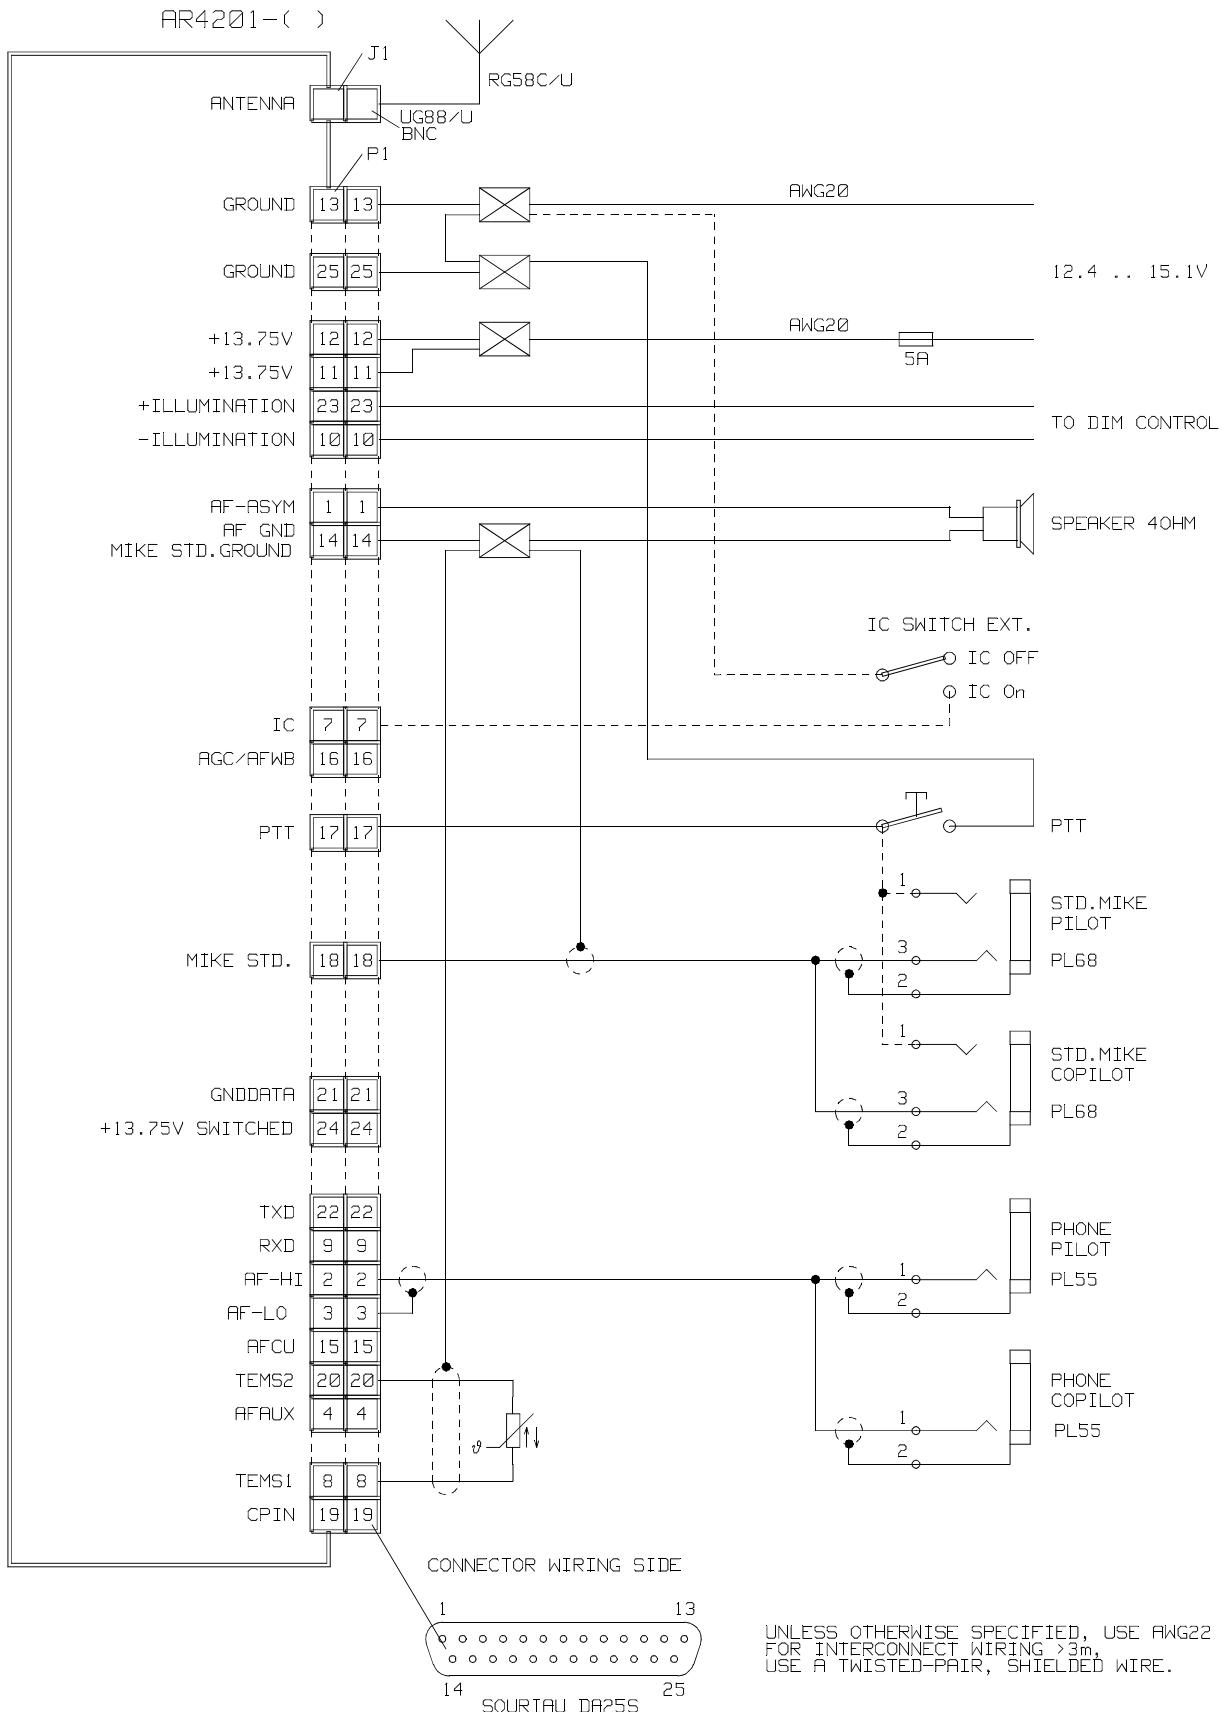 AR4201-( )
J1
RG58C/U
ANTENNA
UG88/U
BNC
P1
GROUND 13 13
AWG20
GROUND 25 25
12.4 .. 15.1V
+13.75V 12 12
AWG20
5A
+13.75V 11 11
+ILLUMINATION 23 23
TO DIM CONTROL
-ILLUMINATION 10 10
AF-ASYM 1 1
SPEAKER 4OHM
AF GND
MIKE STD.GROUND 14 14
IC SWITCH EXT.
IC OFF
IC On
IC 7 7
AGC/AFWB 16 16
PTT 17 17
PTT
1
STD.MIKE
PILOT
MIKE STD. 18 18
3
PL68
2
1
STD.MIKE
COPILOT
GNDDATA 21 21
3
PL68
+13.75V SWITCHED 24 24
2
TXD 22 22
PHONE
PILOT
RXD 9 9
AF-HI 2 2
1
PL55
AF-LO 3 3
2
AFCU 15 15
TEMS2 20 20
PHONE
COPILOT
AFAUX 4 4
1
PL55
ϑ
2
TEMS1 8 8
CPIN 19 19
CONNECTOR WIRING SIDE
1 13
14 25
SOURIAU DA25S
UNLESS OTHERWISE SPECIFIED, USE AWG22
FOR INTERCONNECT WIRING >3m,
USE A TWISTED-PAIR, SHIELDED WIRE.